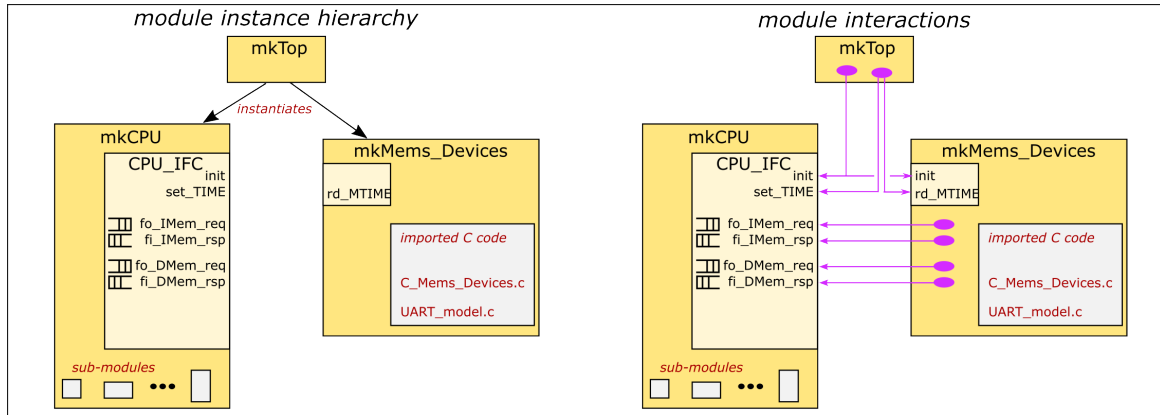 module instance hierarchy
mkTop
instantiates
mkCPU
CPU_IFC
init
set_TIME
fo_IMem_req
fi_IMem_rsp
fo_DMem_req
fi_DMem_rsp
sub-modules
mkMems_Devices
rd_MTIME
imported C code
C_Mems_Devices.c
UART_model.c
module interactions
mkTop
mkCPU
CPU_IFC
init
set_TIME
fo_IMem_req
fi_IMem_rsp
fo_DMem_req
fi_DMem_rsp
sub-modules
mkMems_Devices
init
rd_MTIME
imported C code
C_Mems_Devices.c
UART_model.c